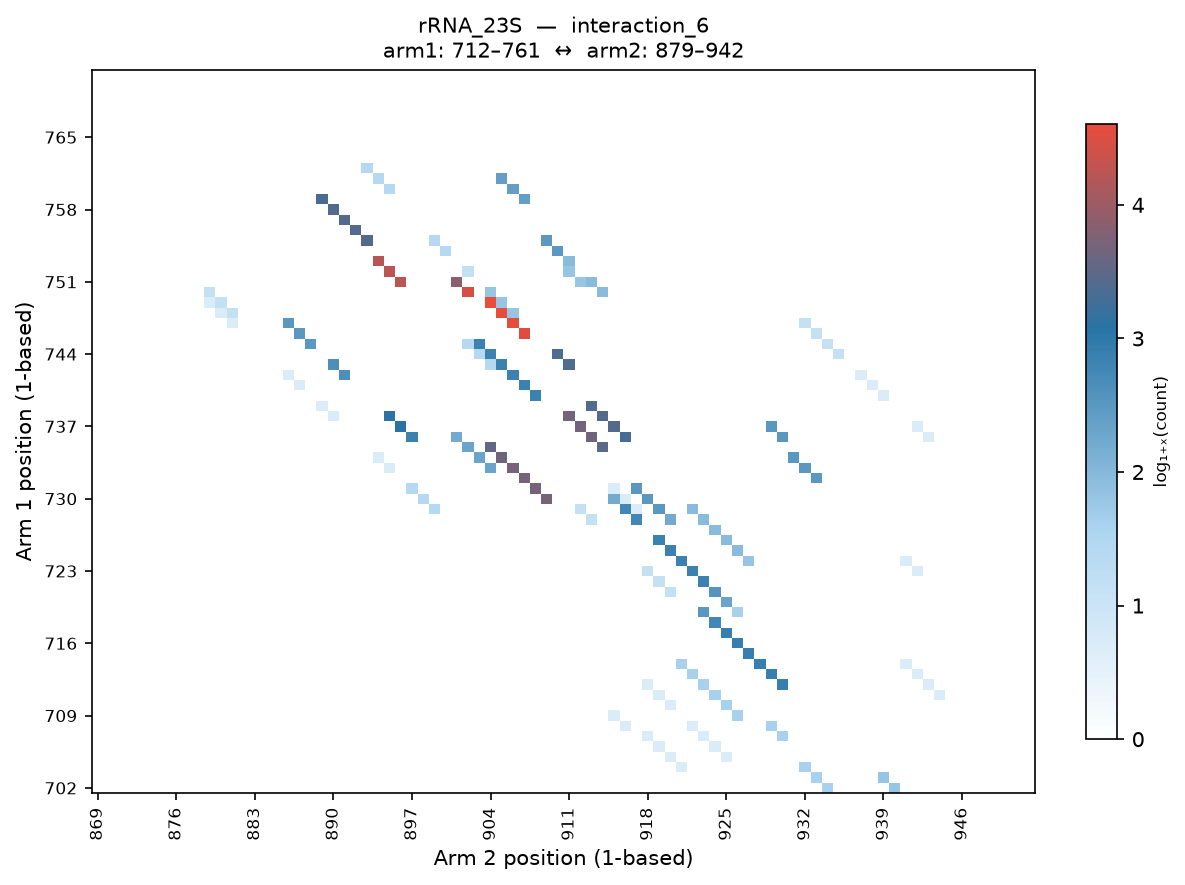 rRNA_23S — interaction_6
arm1: 712–761 ↔ arm2: 879–942
Arm 1 position (1-based)
765
758
751
744
737
730
723
716
709
702
869 876 883 890 897 904 911 918 925 932 939 946
Arm 2 position (1-based)
4
3
2
1
0
log₁₊ₓ(count)